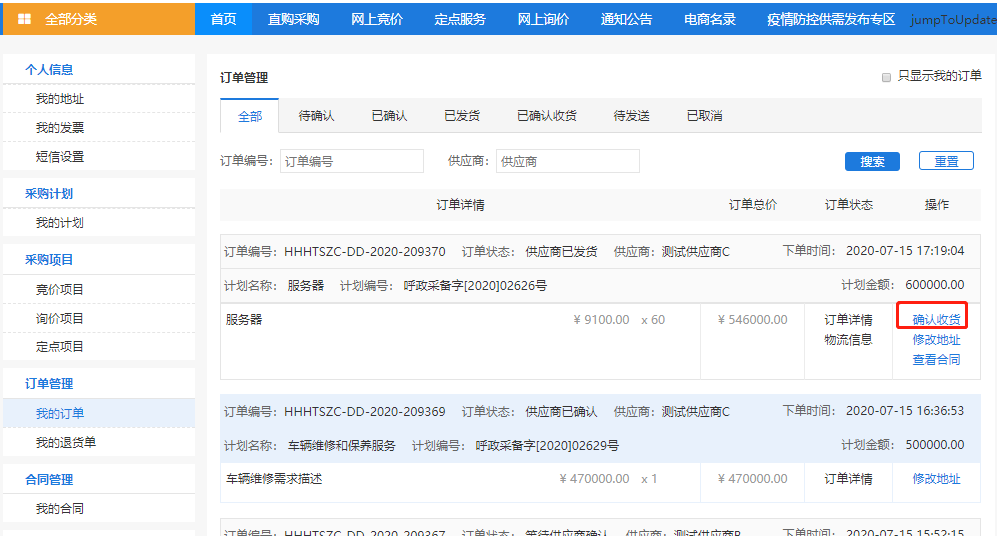 全部分类 首页 直购采购 网上竞价 定点服务 网上询价 通知公告 电商名录 疫情防控供需发布专区 jumpToUpdate
个人信息
我的地址
我的发票
短信设置
采购计划
我的计划
采购项目
竞价项目
询价项目
定点项目
订单管理
我的订单
我的退货单
合同管理
我的合同
订单管理 只显示我的订单
全部 待确认 已确认 已发货 已确认收货 待发送 已取消
订单编号: 订单编号 供应商: 供应商 搜索 重置
订单详情 订单总价 订单状态 操作
订单编号: HHHTSZC-DD-2020-209370 订单状态: 供应商已发货 供应商: 测试供应商C 下单时间: 2020-07-15 17:19:04
计划名称: 服务器 计划编号: 呼政采备字[2020]02626号 计划金额: 600000.00
服务器 ¥ 9100.00 x 60 ¥ 546000.00 订单详情 确认收货
物流信息 修改地址
查看合同
订单编号: HHHTSZC-DD-2020-209369 订单状态: 供应商已确认 供应商: 测试供应商C 下单时间: 2020-07-15 16:36:53
计划名称: 车辆维修和保养服务 计划编号: 呼政采备字[2020]02629号 计划金额: 500000.00
车辆维修需求描述 ¥ 470000.00 x 1 ¥ 470000.00 订单详情 修改地址
订单编号: HHHTSZC-DD-2020-209367 订单状态: 等待供应商确认 供应商: 测试供应商B 下单时间: 2020-07-15 15:52:15